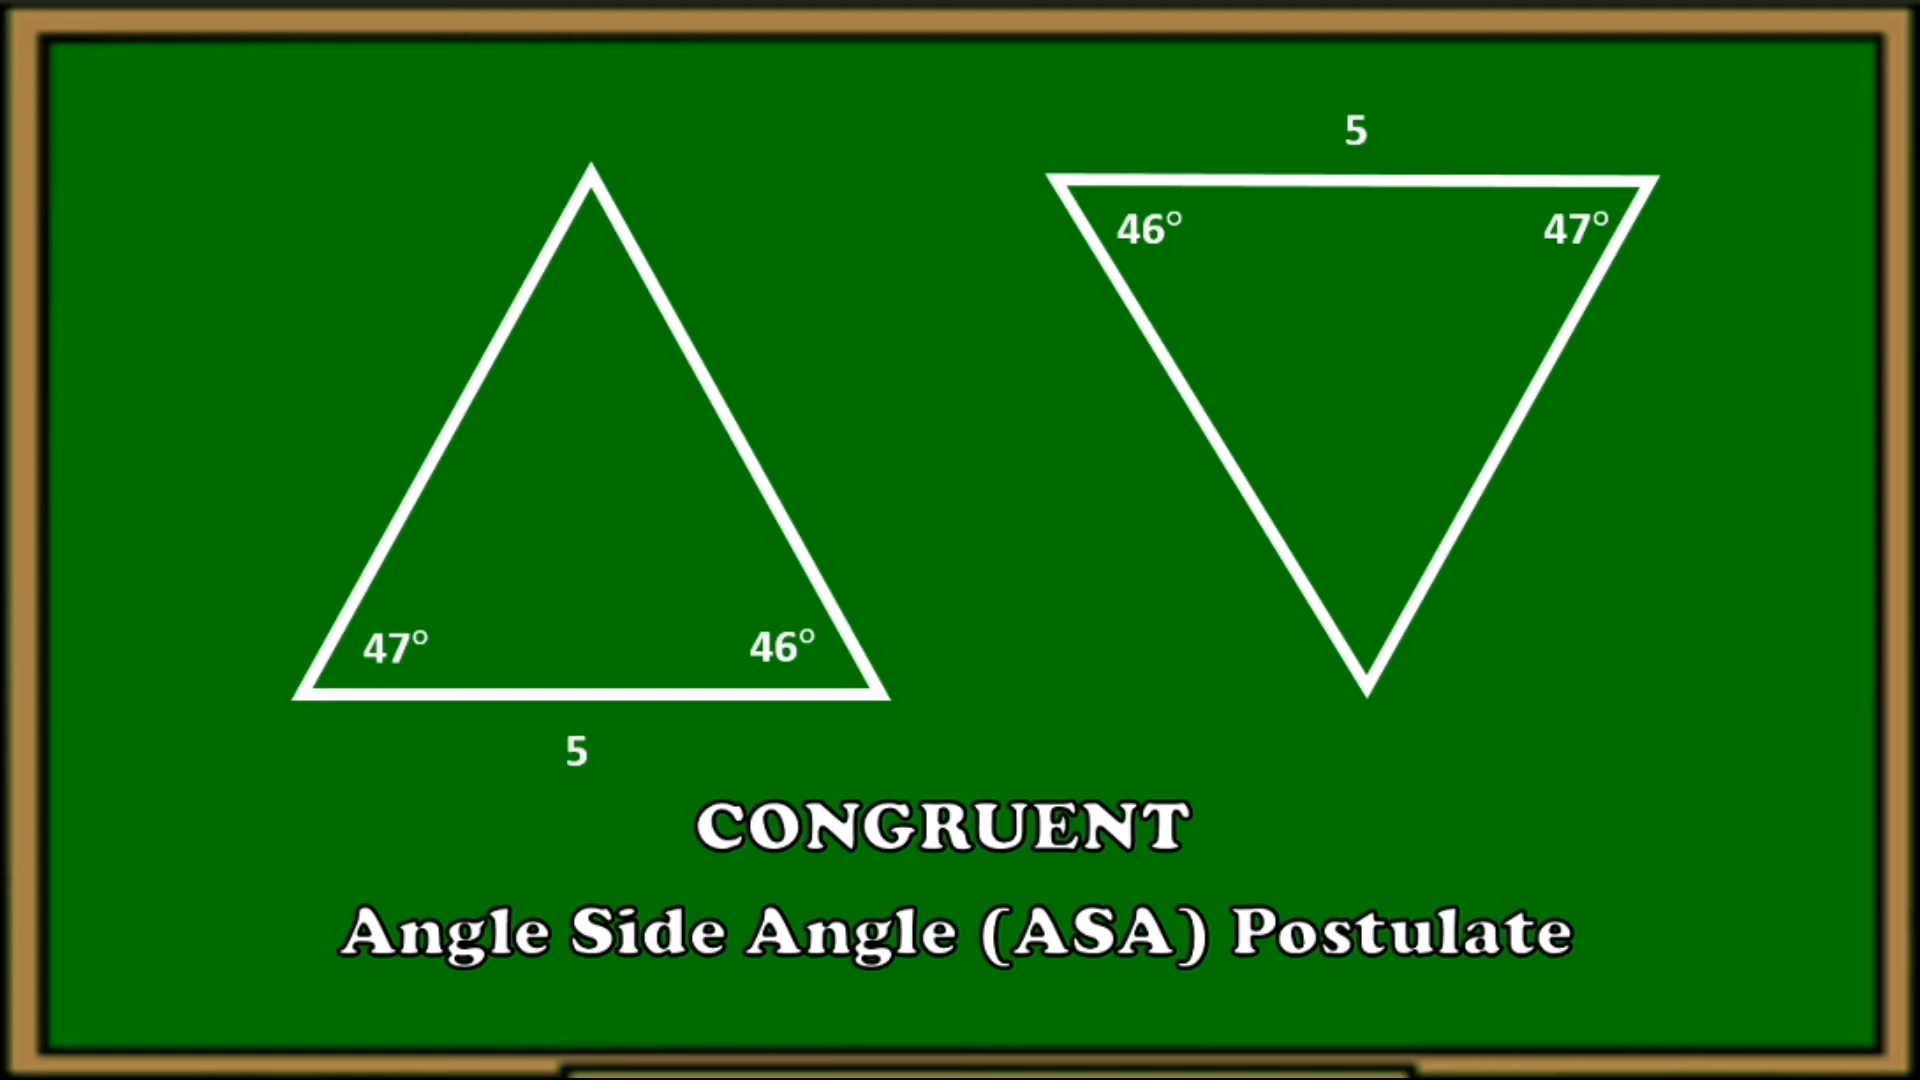 5
46° 47°
47° 46°
5
CONGRUENT
Angle Side Angle (ASA) Postulate